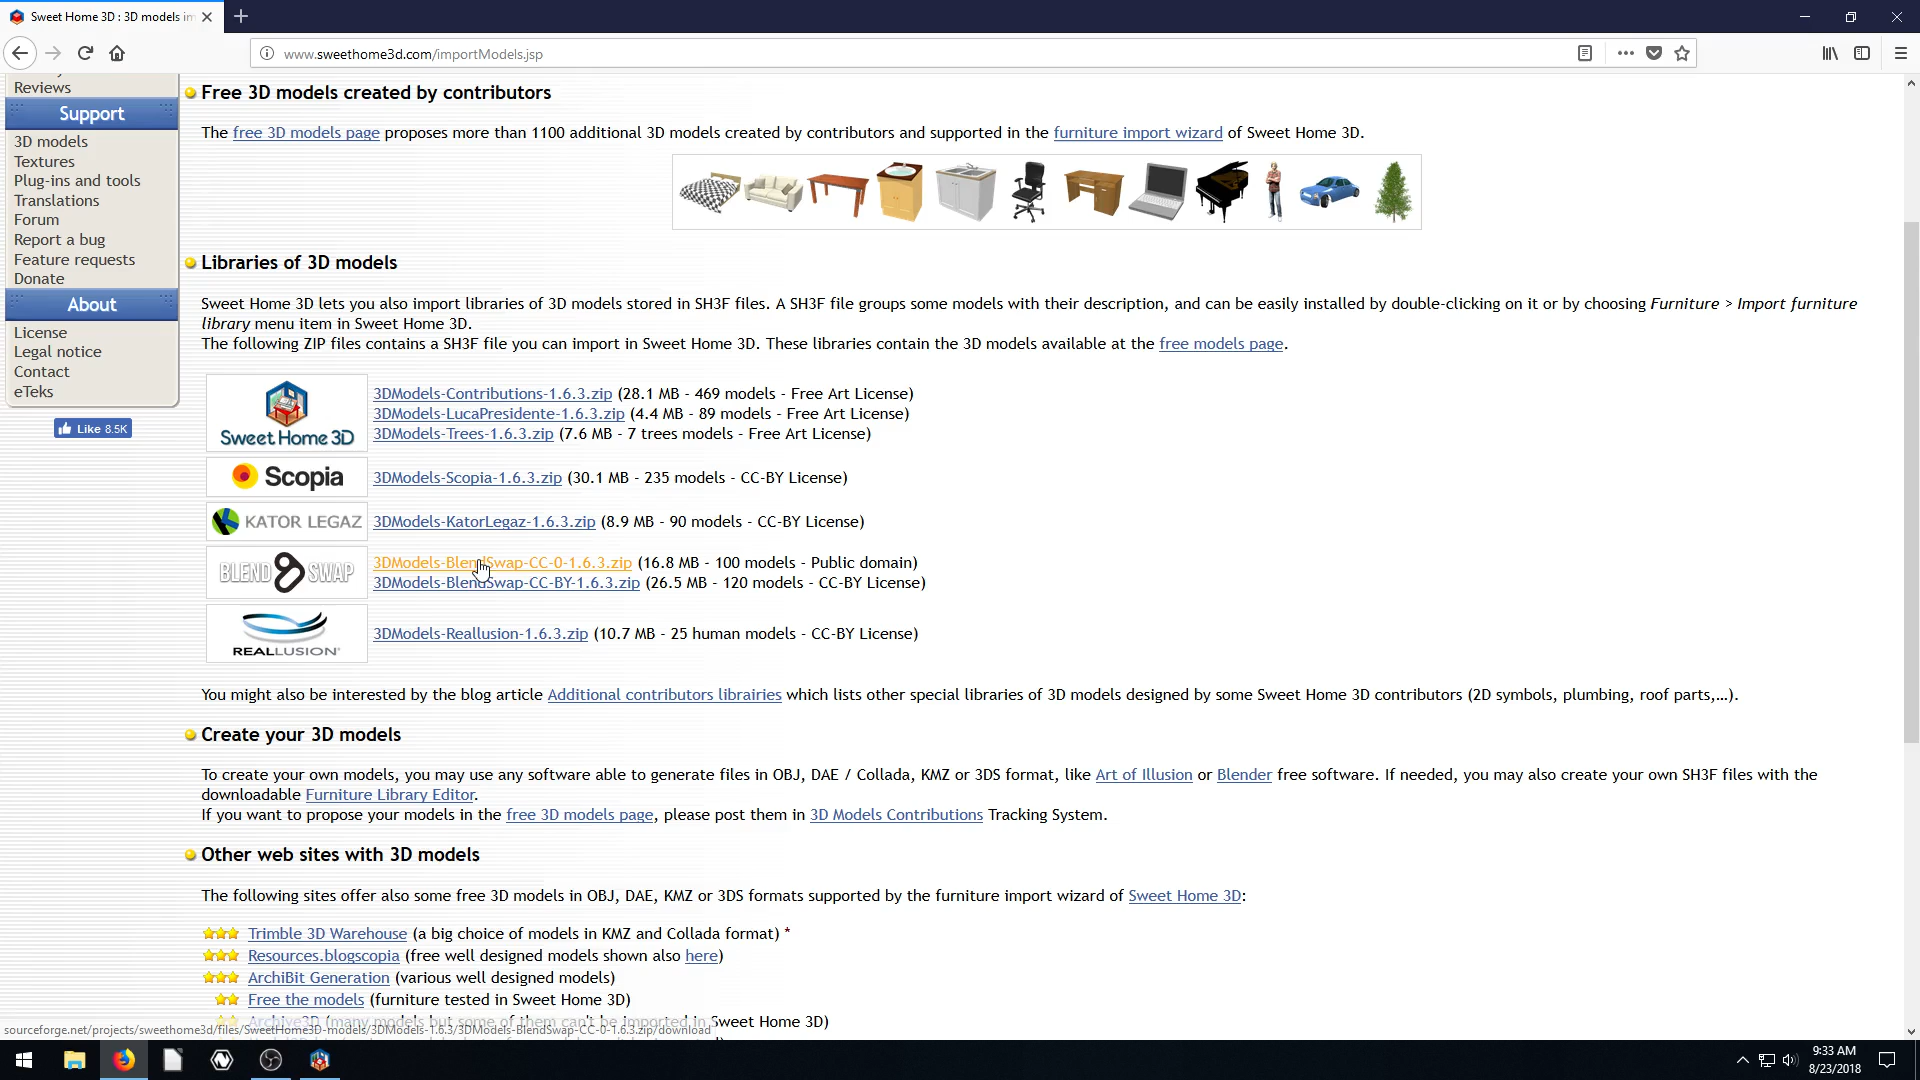 Sweet Home 3D : 3D models im
www.sweethome3d.com/importModels.jsp
Reviews
Support
3D models
Textures
Plug-ins and tools
Translations
Forum
Report a bug
Feature requests
Donate
About
License
Legal notice
Contact
eTeks
Like 8.5K
Free 3D models created by contributors
The free 3D models page proposes more than 1100 additional 3D models created by contributors and supported in the furniture import wizard of Sweet Home 3D.
Libraries of 3D models
Sweet Home 3D lets you also import libraries of 3D models stored in SH3F files. A SH3F file groups some models with their description, and can be easily installed by double-clicking on it or by choosing Furniture > Import furniture
library menu item in Sweet Home 3D.
The following ZIP files contains a SH3F file you can import in Sweet Home 3D. These libraries contain the 3D models available at the free models page.
Sweet Home 3D
3DModels-Contributions-1.6.3.zip (28.1 MB - 469 models - Free Art License)
3DModels-LucaPresidente-1.6.3.zip (4.4 MB - 89 models - Free Art License)
3DModels-Trees-1.6.3.zip (7.6 MB - 7 trees models - Free Art License)
Scopia
3DModels-Scopia-1.6.3.zip (30.1 MB - 235 models - CC-BY License)
KATOR LEGAZ
3DModels-KatorLegaz-1.6.3.zip (8.9 MB - 90 models - CC-BY License)
BLEND SWAP
3DModels-BlendSwap-CC-0-1.6.3.zip (16.8 MB - 100 models - Public domain)
3DModels-BlendSwap-CC-BY-1.6.3.zip (26.5 MB - 120 models - CC-BY License)
REALLUSION
3DModels-Reallusion-1.6.3.zip (10.7 MB - 25 human models - CC-BY License)
You might also be interested by the blog article Additional contributors librairies which lists other special libraries of 3D models designed by some Sweet Home 3D contributors (2D symbols, plumbing, roof parts,...).
Create your 3D models
To create your own models, you may use any software able to generate files in OBJ, DAE / Collada, KMZ or 3DS format, like Art of Illusion or Blender free software. If needed, you may also create your own SH3F files with the
downloadable Furniture Library Editor.
If you want to propose your models in the free 3D models page, please post them in 3D Models Contributions Tracking System.
Other web sites with 3D models
The following sites offer also some free 3D models in OBJ, DAE, KMZ or 3DS formats supported by the furniture import wizard of Sweet Home 3D:
Trimble 3D Warehouse (a big choice of models in KMZ and Collada format) *
Resources.blogscopia (free well designed models shown also here)
ArchiBit Generation (various well designed models)
Free the models (furniture tested in Sweet Home 3D)
Archive3D (many models but some of them can't be imported in Sweet Home 3D)
sourceforge.net/projects/sweethome3d/files/SweetHome3D-models/3DModels-1.6.3/3DModels-BlendSwap-CC-0-1.6.3.zip/download
9:33 AM
8/23/2018